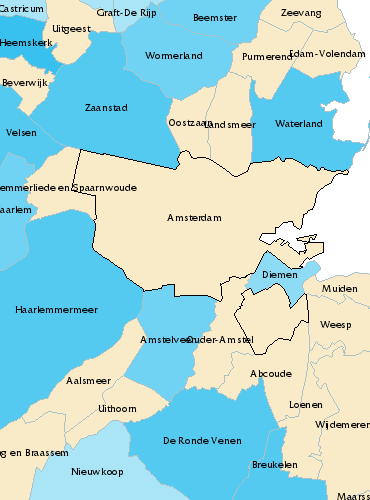 Castricum
Graft-De Rijp
Beemster
Zeevang
Uitgeest
Heemskerk
Wormerland
Purmerend
Edam-Volendam
Beverwijk
Zaanstad
Oostzaan
Landsmeer
Waterland
Velsen
emmerliede en Spaarnwoude
aarlem
Amsterdam
Diemen
Muiden
Haarlemmermeer
Weesp
Amstelveen
Ouder-Amstel
Aalsmeer
Abcoude
Uithoorn
Loenen
Wijdemeren
De Ronde Venen
g en Braassem
Nieuwkoop
Breukelen
Maarss